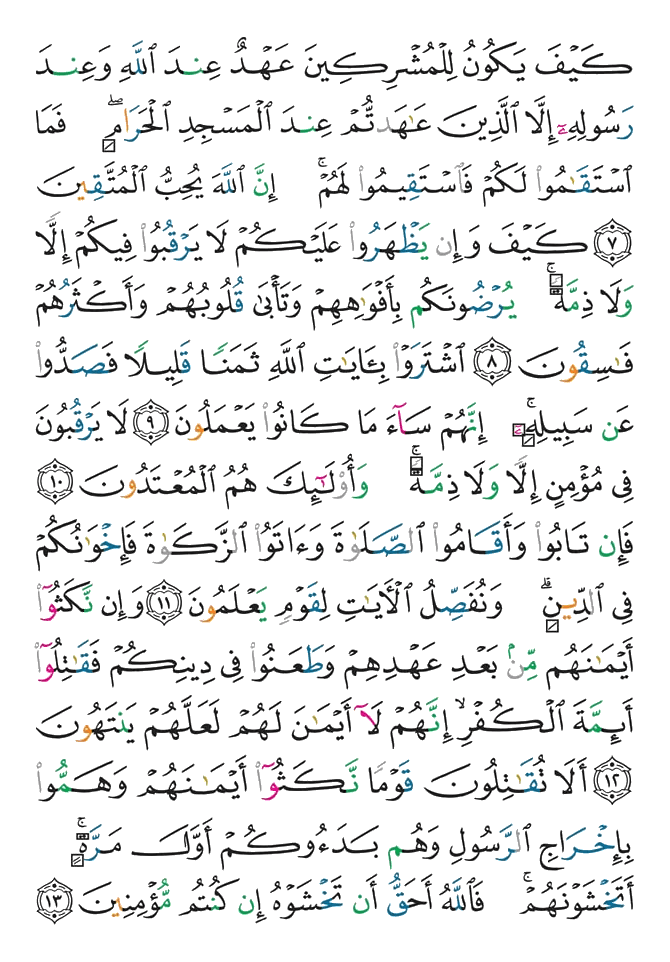 كَيْفَ يَكُونُ لِلْمُشْرِكِينَ عَهْدٌ عِندَ ٱللَّهِ وَعِندَ
رَسُولِهِۦٓ إِلَّا ٱلَّذِينَ عَٰهَدتُّمْ عِندَ ٱلْمَسْجِدِ ٱلْحَرَامِ ۖ فَمَا
ٱسْتَقَٰمُوا۟ لَكُمْ فَٱسْتَقِيمُوا۟ لَهُمْ ۚ إِنَّ ٱللَّهَ يُحِبُّ ٱلْمُتَّقِينَ
٧ كَيْفَ وَإِن يَظْهَرُوا۟ عَلَيْكُمْ لَا يَرْقُبُوا۟ فِيكُمْ إِلًّا
وَلَا ذِمَّةً ۚ يُرْضُونَكُم بِأَفْوَٰهِهِمْ وَتَأْبَىٰ قُلُوبُهُمْ وَأَكْثَرُهُمْ
فَٰسِقُونَ ٨ ٱشْتَرَوْا۟ بِـَٔايَٰتِ ٱللَّهِ ثَمَنًا قَلِيلًا فَصَدُّوا۟
عَن سَبِيلِهِۦٓ ۚ إِنَّهُمْ سَآءَ مَا كَانُوا۟ يَعْمَلُونَ ٩ لَا يَرْقُبُونَ
فِى مُؤْمِنٍ إِلًّا وَلَا ذِمَّةً ۚ وَأُو۟لَٰٓئِكَ هُمُ ٱلْمُعْتَدُونَ ١٠
فَإِن تَابُوا۟ وَأَقَامُوا۟ ٱلصَّلَوٰةَ وَءَاتَوُا۟ ٱلزَّكَوٰةَ فَإِخْوَٰنُكُمْ
فِى ٱلدِّينِ ۗ وَنُفَصِّلُ ٱلْـَٔايَٰتِ لِقَوْمٍ يَعْلَمُونَ ١١ وَإِن نَّكَثُوٓا۟
أَيْمَٰنَهُم مِّنۢ بَعْدِ عَهْدِهِمْ وَطَعَنُوا۟ فِى دِينِكُمْ فَقَٰتِلُوٓا۟
أَئِمَّةَ ٱلْكُفْرِ ۙ إِنَّهُمْ لَآ أَيْمَٰنَ لَهُمْ لَعَلَّهُمْ يَنتَهُونَ
١٢ أَلَا تُقَٰتِلُونَ قَوْمًا نَّكَثُوٓا۟ أَيْمَٰنَهُمْ وَهَمُّوا۟
بِإِخْرَاجِ ٱلرَّسُولِ وَهُم بَدَءُوكُمْ أَوَّلَ مَرَّةٍ ۚ
أَتَخْشَوْنَهُمْ ۚ فَٱللَّهُ أَحَقُّ أَن تَخْشَوْهُ إِن كُنتُم مُّؤْمِنِينَ ١٣